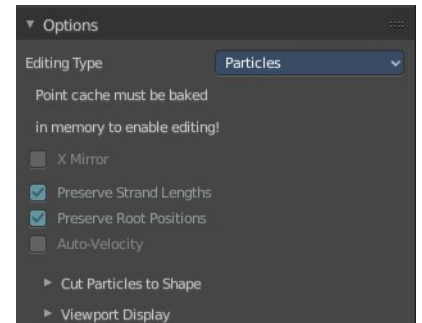 Options
Editing Type Particles
Point cache must be baked
in memory to enable editing!
X Mirror
Preserve Strand Lengths
Preserve Root Positions
Auto-Velocity
Cut Particles to Shape
Viewport Display